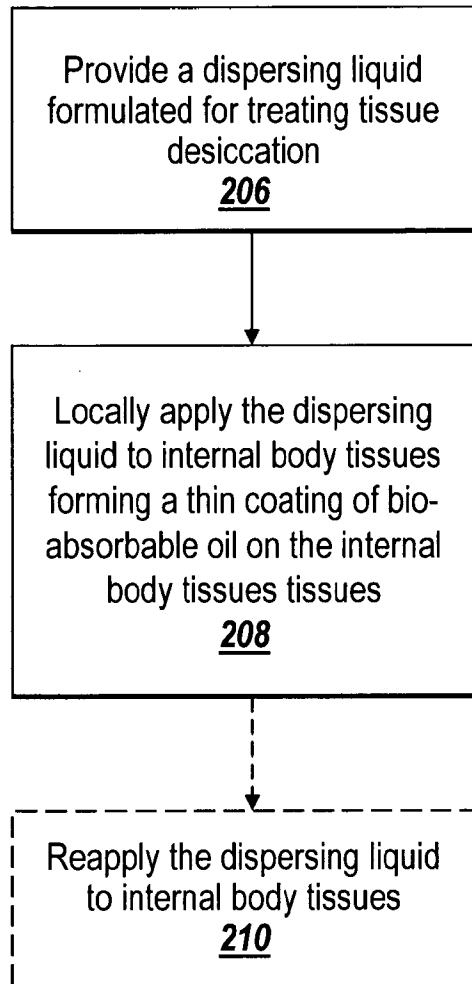 Provide a dispersing liquid
formulated for treating tissue
desiccation
206
Locally apply the dispersing
liquid to internal body tissues
forming a thin coating of bio-
absorbable oil on the internal
body tissues tissues
208
Reapply the dispersing liquid
to internal body tissues
210